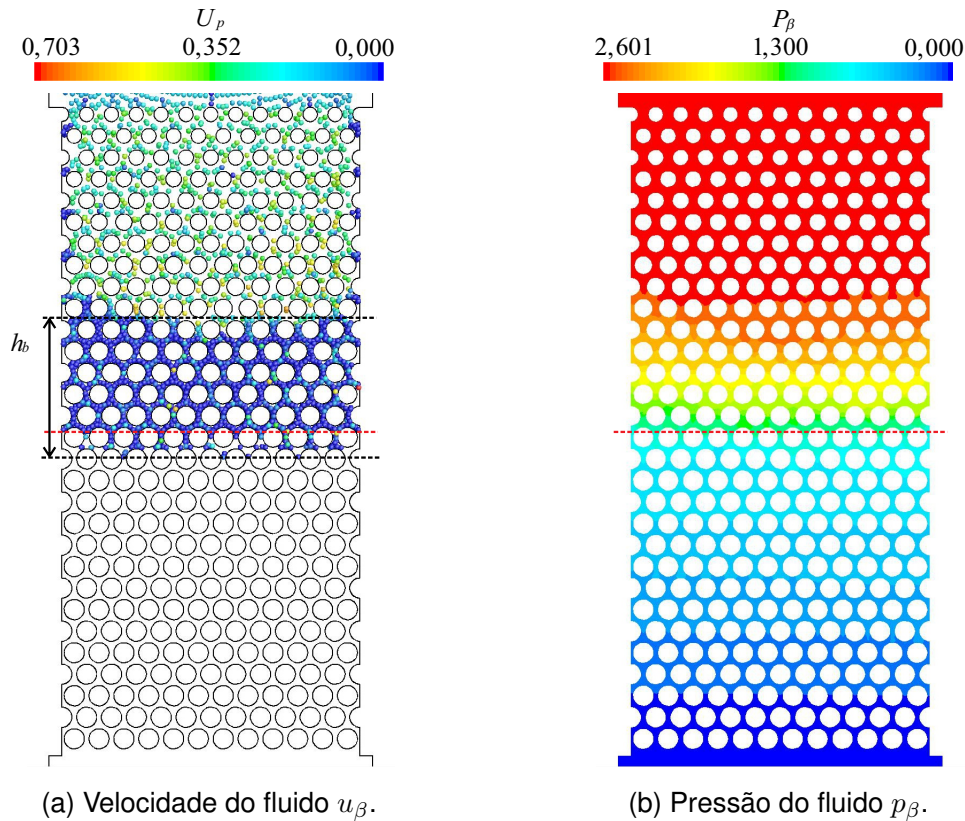 U_p
0,703 0,352 0,000
h_b
(a) Velocidade do fluido u_β.
P_β
2,601 1,300 0,000
(b) Pressão do fluido p_β.